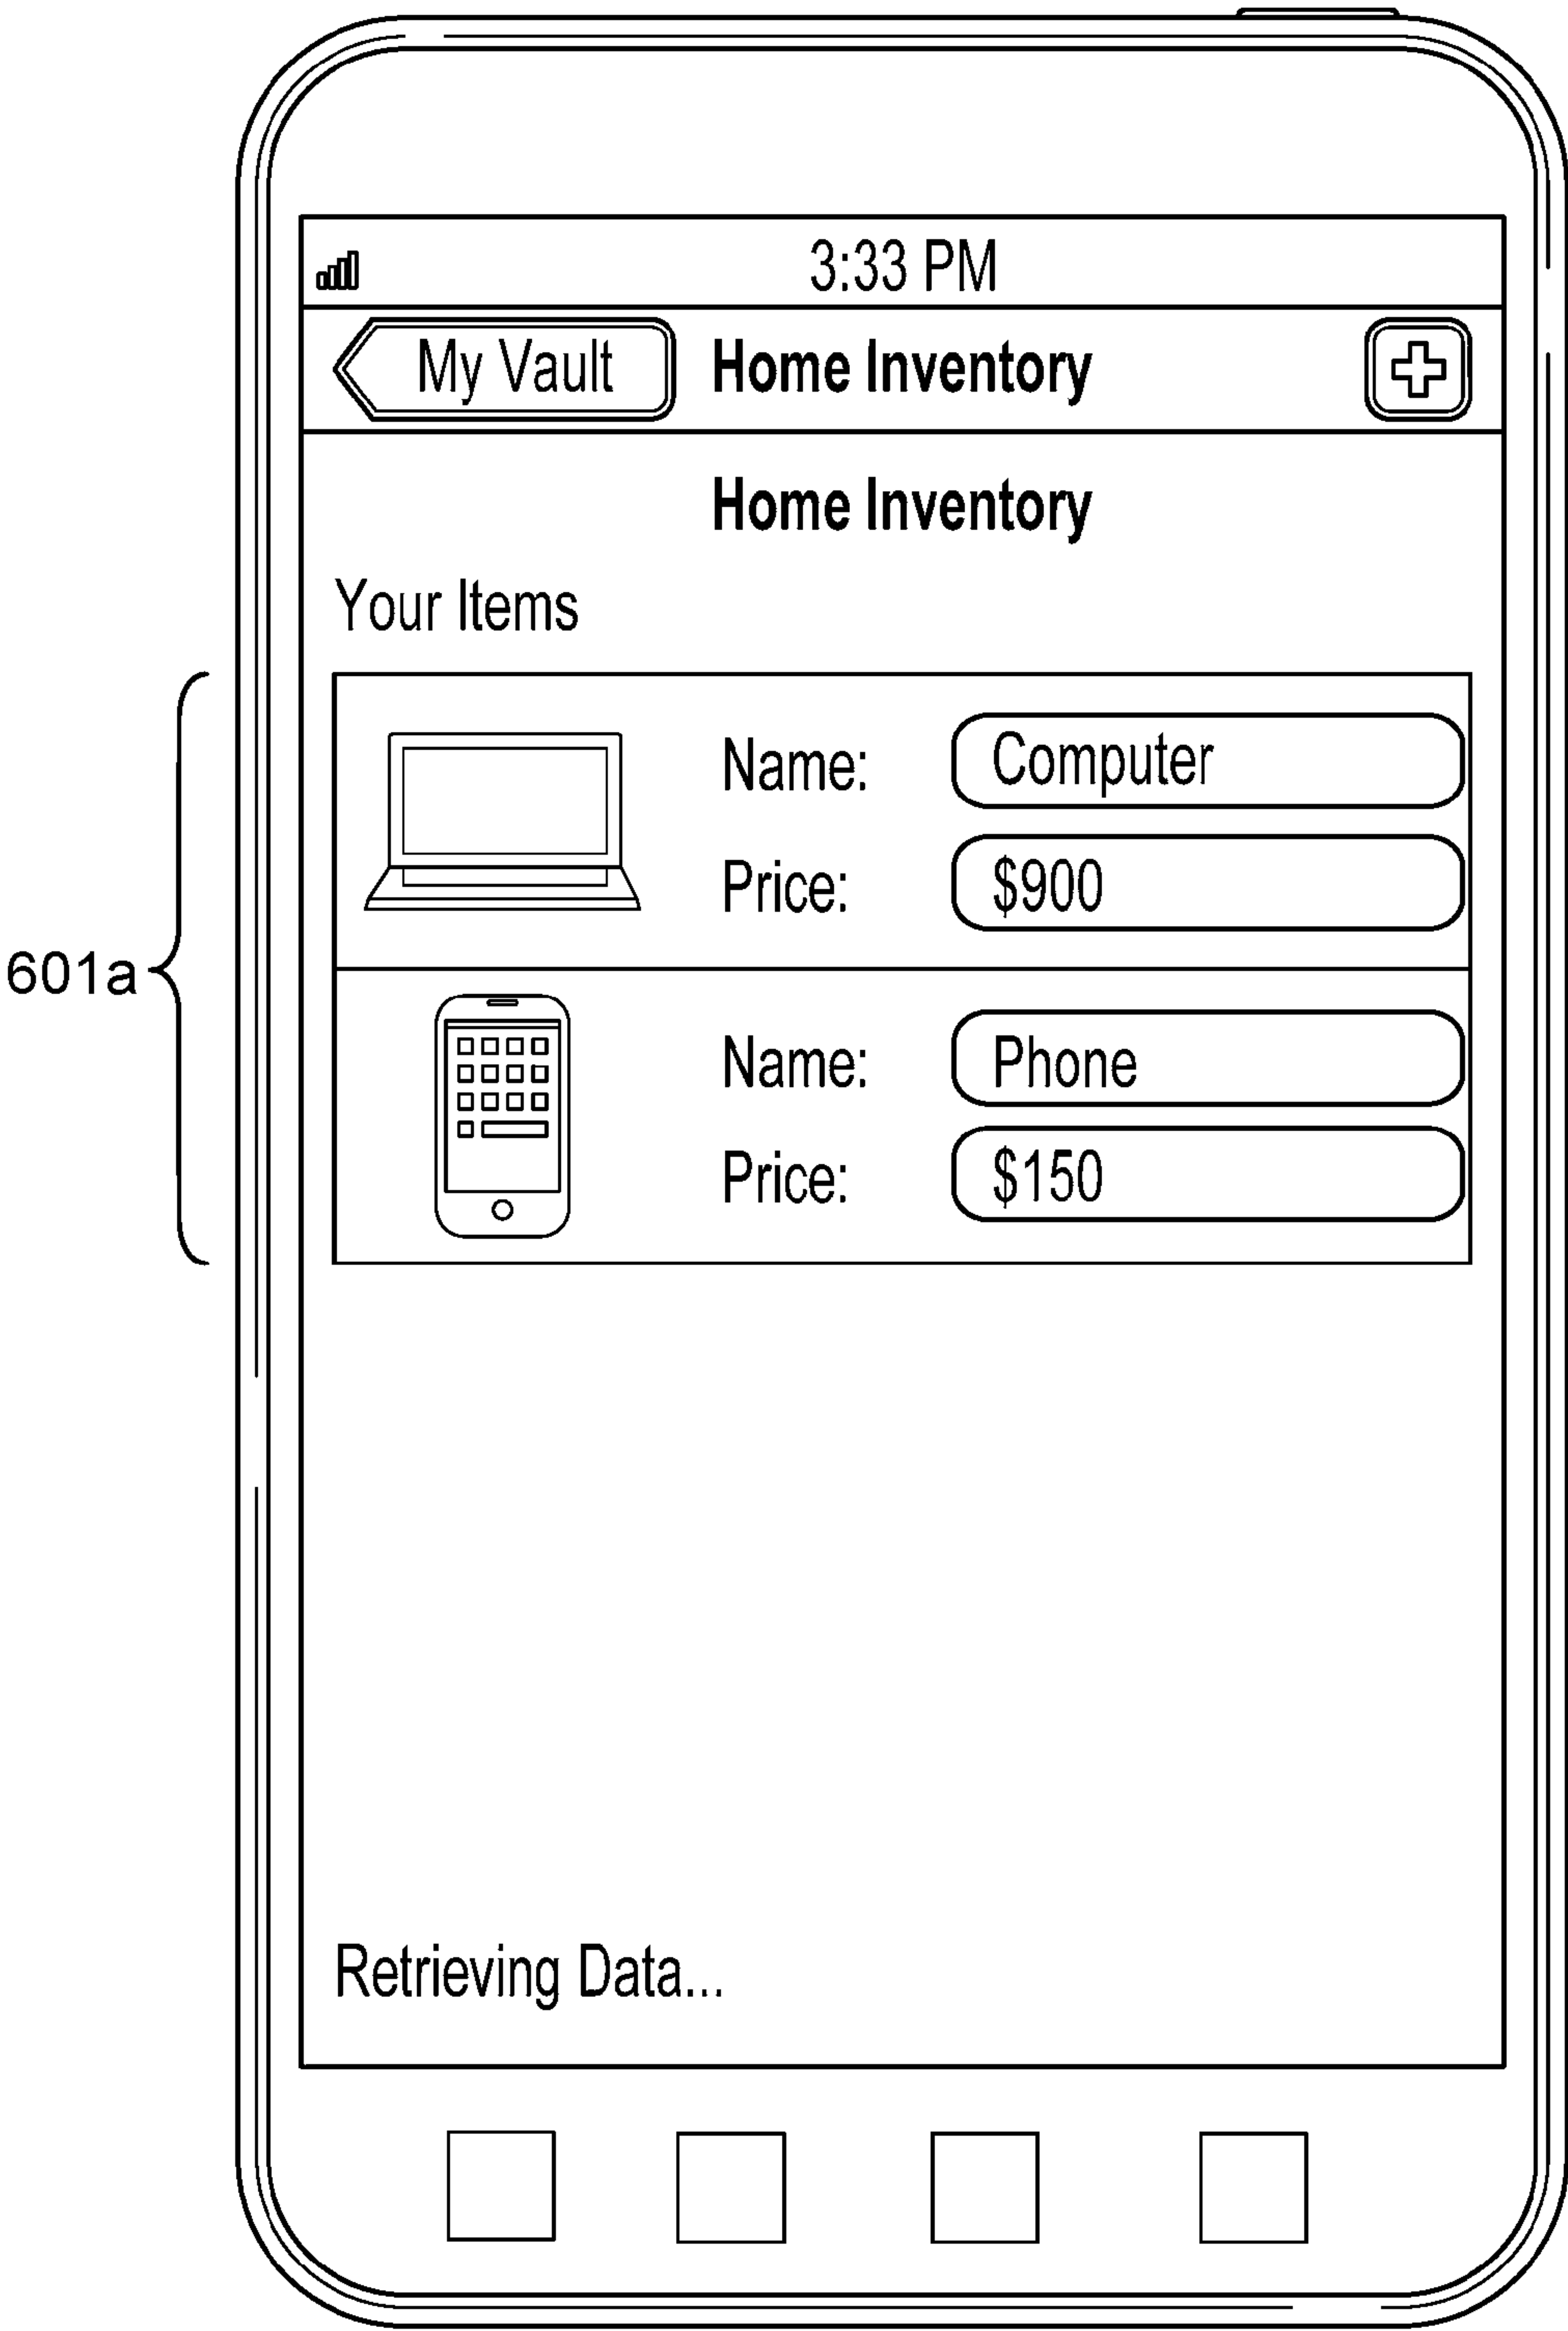 3:33 PM
My Vault Home Inventory
Home Inventory
Your Items
Name: Computer
Price: $900
601a
Name: Phone
Price: $150
Retrieving Data...